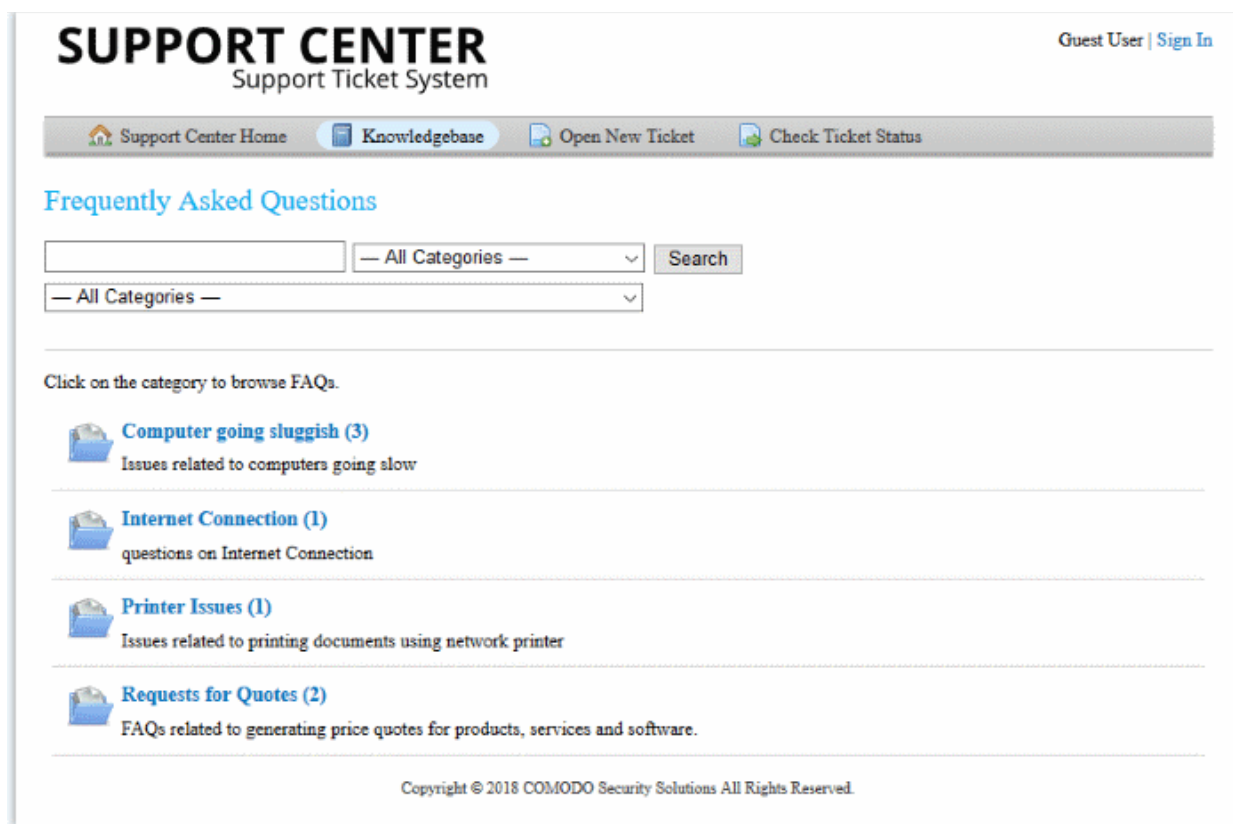 SUPPORT CENTER
Support Ticket System
Guest User | Sign In
Support Center Home Knowledgebase Open New Ticket Check Ticket Status
Frequently Asked Questions
— All Categories — Search
— All Categories —
Click on the category to browse FAQs.
Computer going sluggish (3)
Issues related to computers going slow
Internet Connection (1)
questions on Internet Connection
Printer Issues (1)
Issues related to printing documents using network printer
Requests for Quotes (2)
FAQs related to generating price quotes for products, services and software.
Copyright © 2018 COMODO Security Solutions All Rights Reserved.